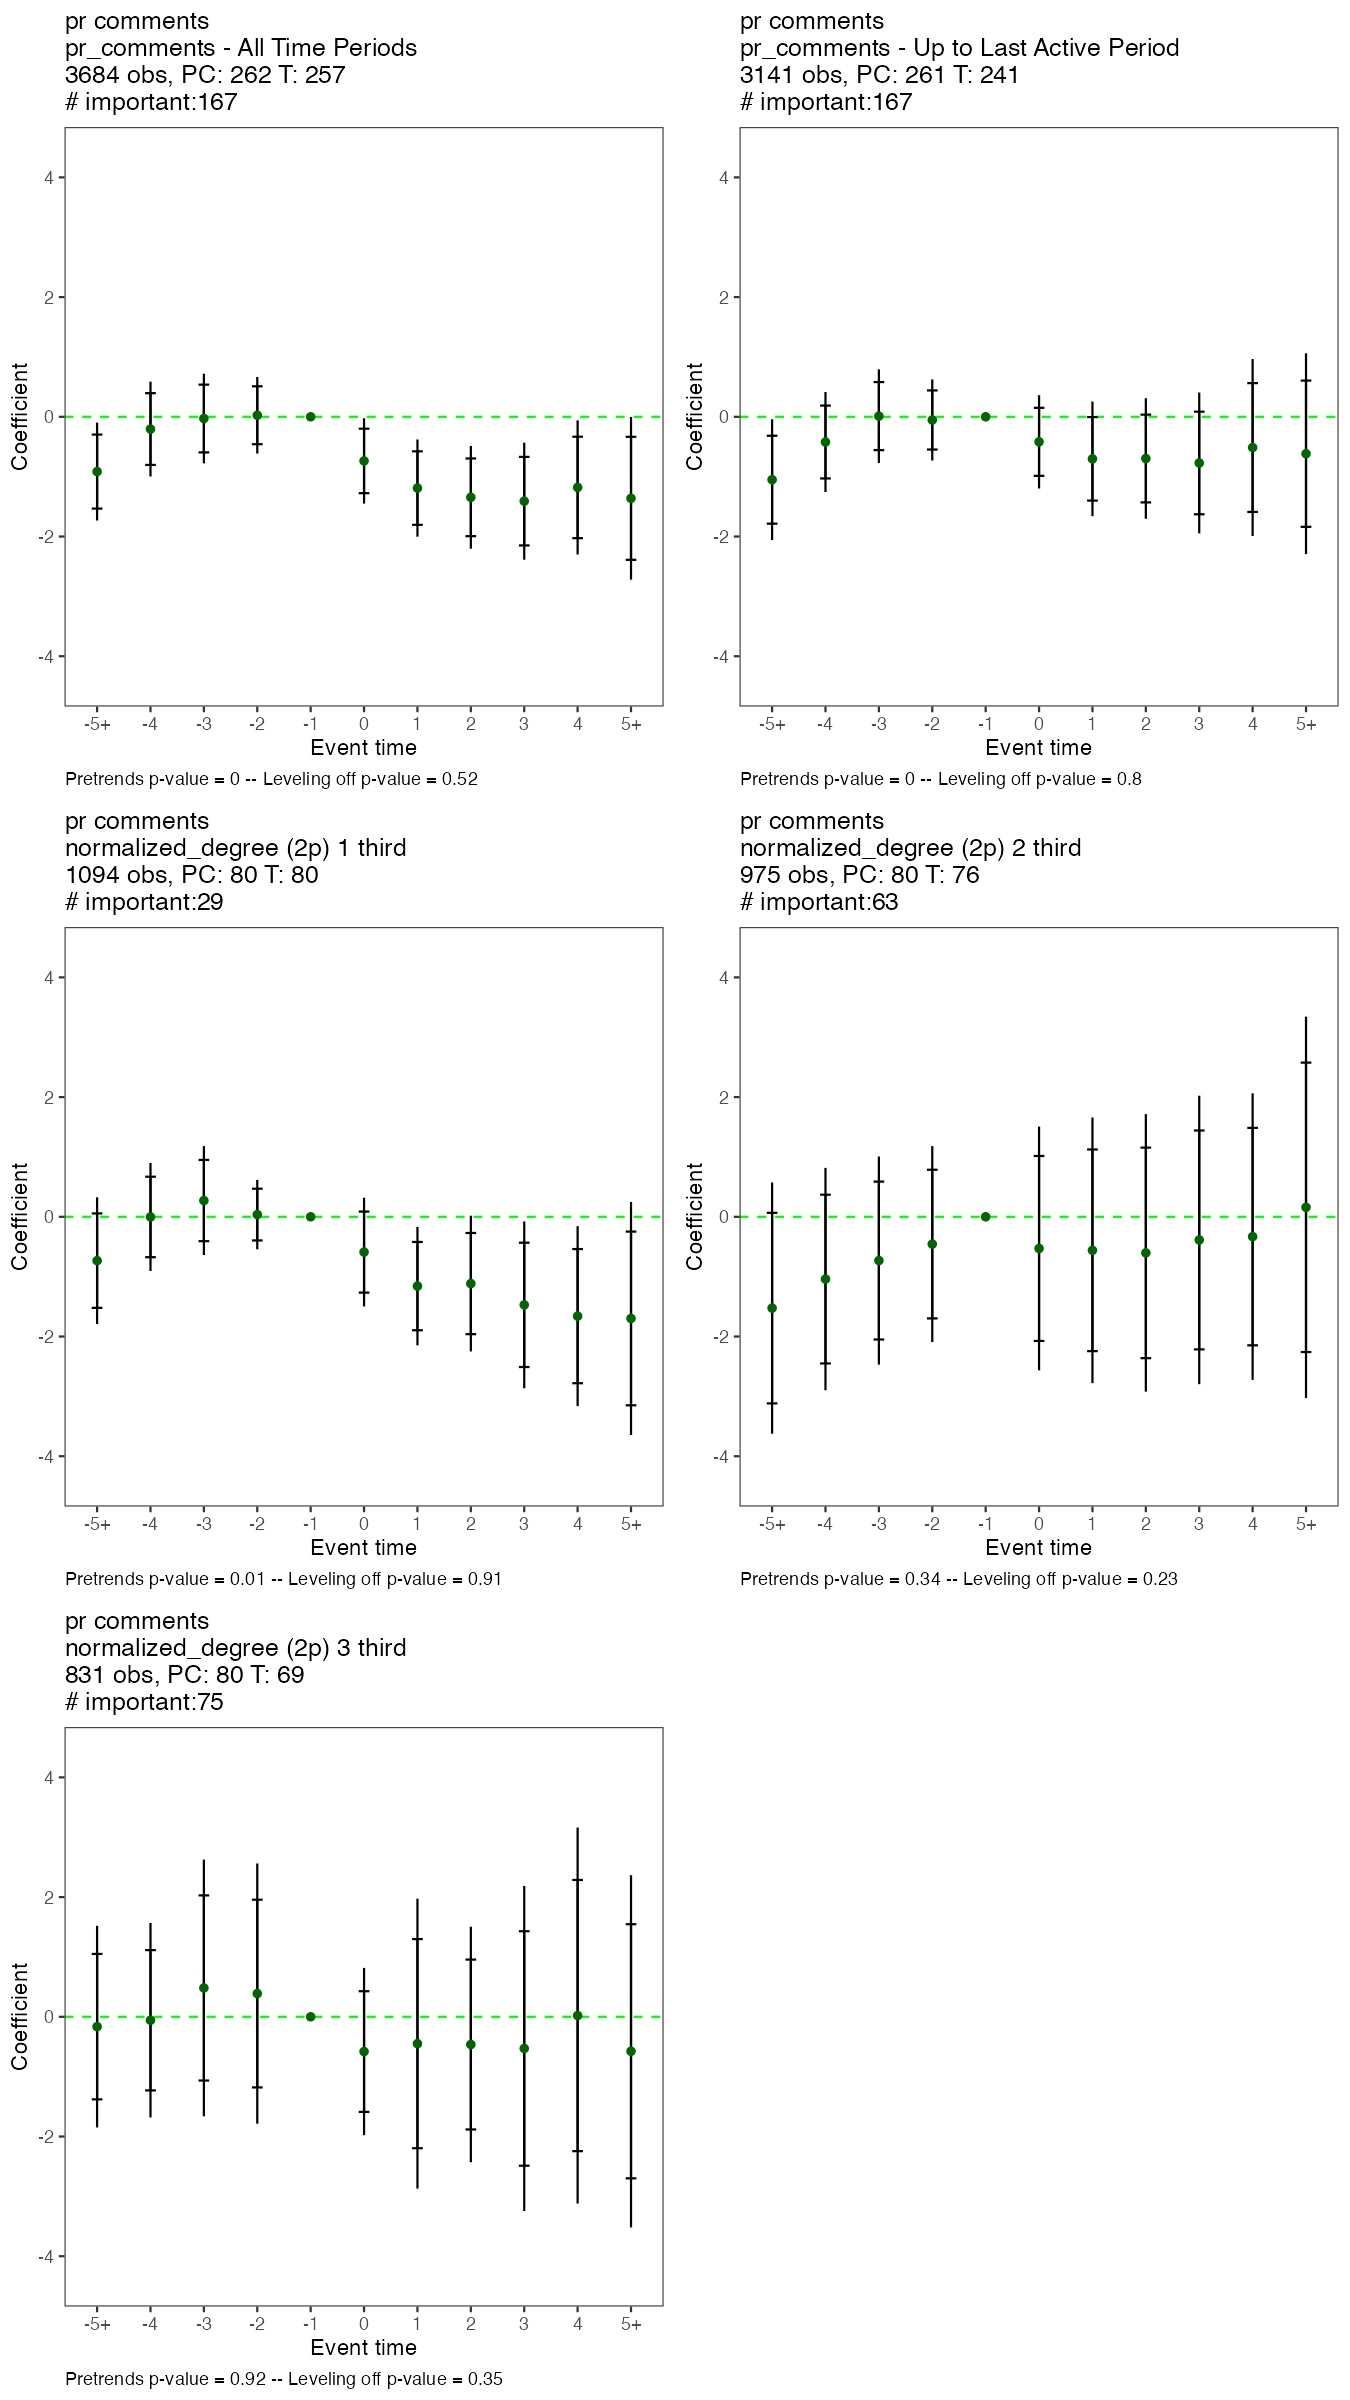 pr comments
pr_comments - All Time Periods
3684 obs, PC: 262 T: 257
# important:167
4
2
0
-2
-4
Coefficient
-5+ -4 -3 -2 -1 0 1 2 3 4 5+
Event time
Pretrends p-value = 0 -- Leveling off p-value = 0.52
pr comments
pr_comments - Up to Last Active Period
3141 obs, PC: 261 T: 241
# important:167
4
2
0
-2
-4
Coefficient
-5+ -4 -3 -2 -1 0 1 2 3 4 5+
Event time
Pretrends p-value = 0 -- Leveling off p-value = 0.8
pr comments
normalized_degree (2p) 1 third
1094 obs, PC: 80 T: 80
# important:29
4
2
0
-2
-4
Coefficient
-5+ -4 -3 -2 -1 0 1 2 3 4 5+
Event time
Pretrends p-value = 0.01 -- Leveling off p-value = 0.91
pr comments
normalized_degree (2p) 2 third
975 obs, PC: 80 T: 76
# important:63
4
2
0
-2
-4
Coefficient
-5+ -4 -3 -2 -1 0 1 2 3 4 5+
Event time
Pretrends p-value = 0.34 -- Leveling off p-value = 0.23
pr comments
normalized_degree (2p) 3 third
831 obs, PC: 80 T: 69
# important:75
4
2
0
-2
-4
Coefficient
-5+ -4 -3 -2 -1 0 1 2 3 4 5+
Event time
Pretrends p-value = 0.92 -- Leveling off p-value = 0.35